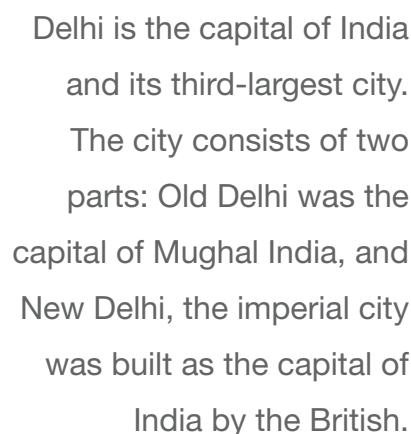 Delhi is the capital of India
and its third-largest city.
The city consists of two
parts: Old Delhi was the
capital of Mughal India, and
New Delhi, the imperial city
was built as the capital of
India by the British.